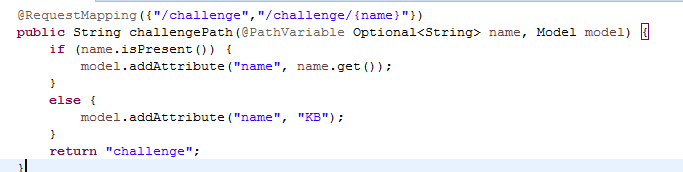 @RequestMapping({"/challenge","/challenge/{name}"})
public String challengePath(@PathVariable Optional<String> name, Model model) {
if (name.isPresent()) {
model.addAttribute("name", name.get());
}
else {
model.addAttribute("name", "KB");
}
return "challenge";
}